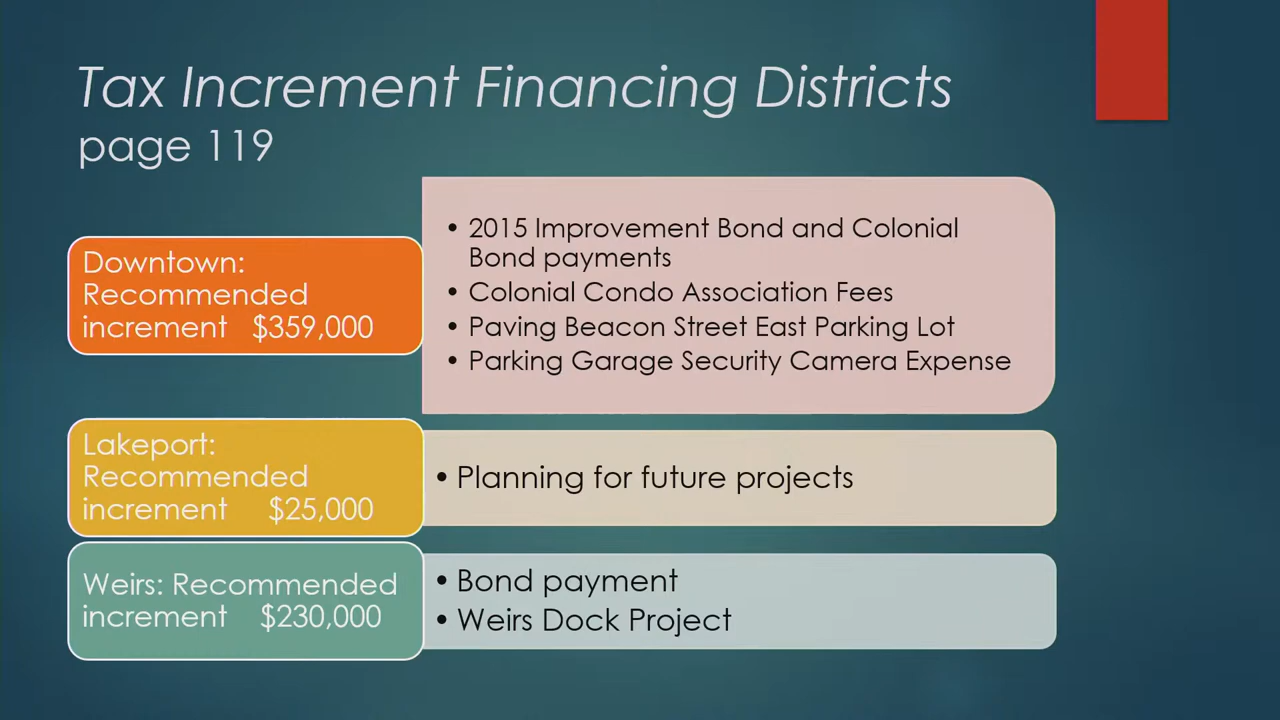 Tax Increment Financing Districts
page 119
Downtown:
Recommended
increment $359,000
• 2015 Improvement Bond and Colonial
Bond payments
• Colonial Condo Association Fees
• Paving Beacon Street East Parking Lot
• Parking Garage Security Camera Expense
Lakeport:
Recommended
increment $25,000
• Planning for future projects
Weirs: Recommended
increment $230,000
• Bond payment
• Weirs Dock Project